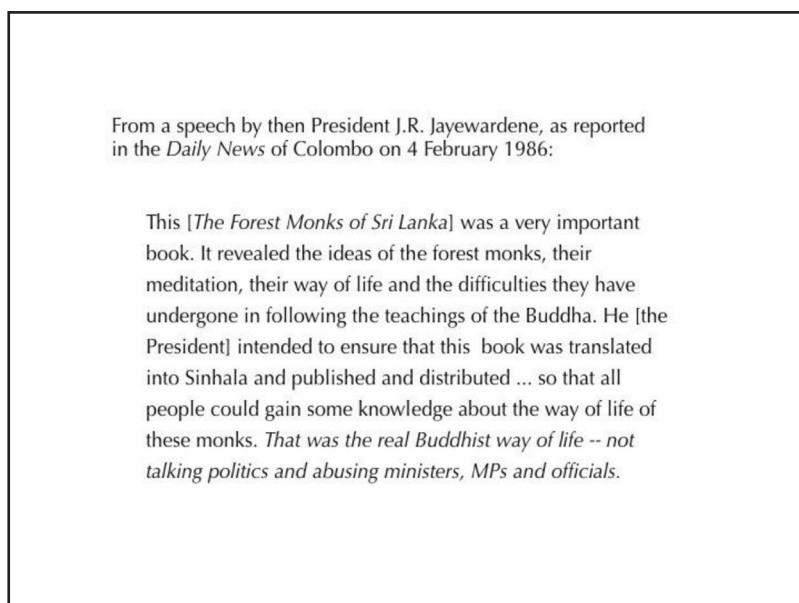 From a speech by then President J.R. Jayewardene, as reported
in the Daily News of Colombo on 4 February 1986:
This [The Forest Monks of Sri Lanka] was a very important
book. It revealed the ideas of the forest monks, their
meditation, their way of life and the difficulties they have
undergone in following the teachings of the Buddha. He [the
President] intended to ensure that this  book was translated
into Sinhala and published and distributed ... so that all
people could gain some knowledge about the way of life of
these monks. That was the real Buddhist way of life -- not
talking politics and abusing ministers, MPs and officials.